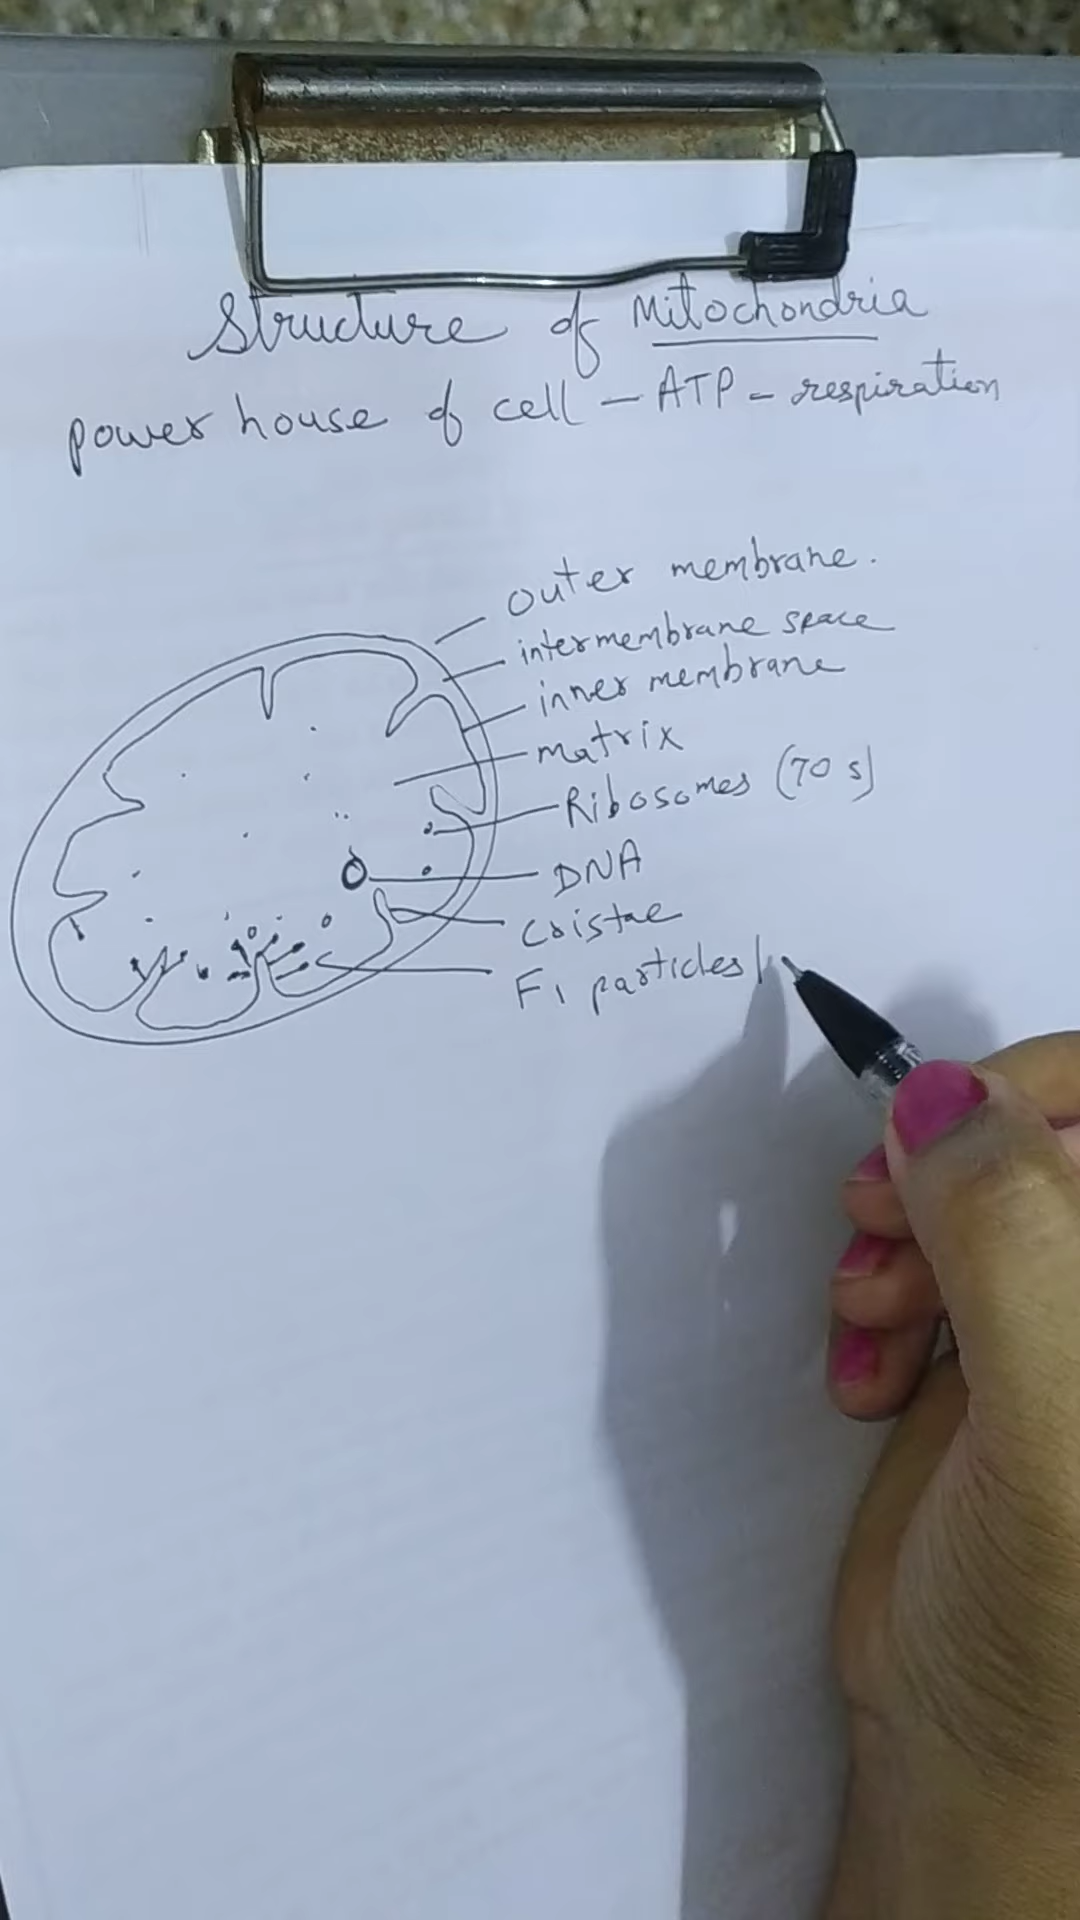 Structure of Mitochondria
power house of cell - ATP - respiration
outer membrane.
intermembrane space
inner membrane
matrix
Ribosomes (70 s)
DNA
cristae
F1 particles |